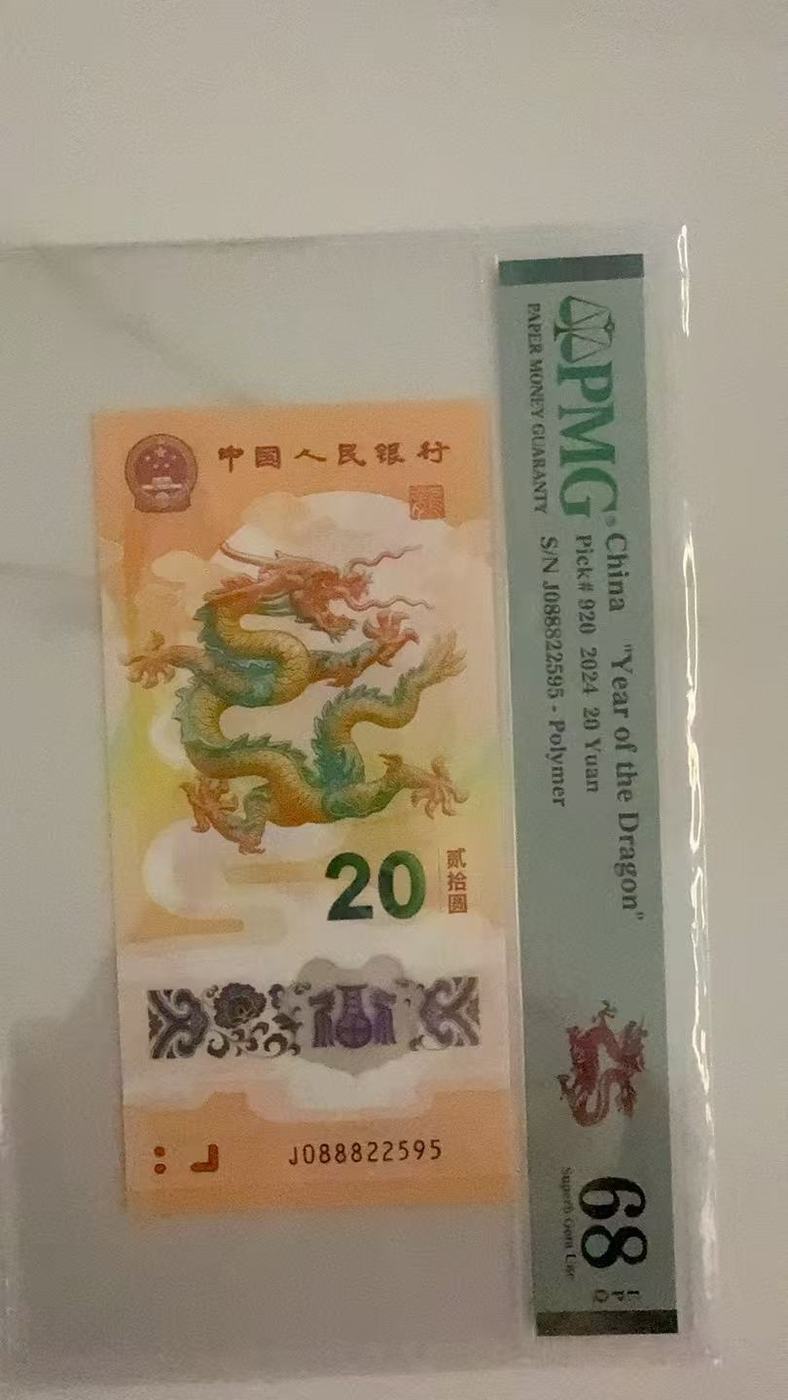 中国人民银行
20
贰拾圆
J088822595
PMG
PAPER MONEY GUARANTY
China "Year of the Dragon"
Pick# 920 2024 20 Yuan
S/N J088822595 - Polymer
68 EPQ
Superb Gem Unc